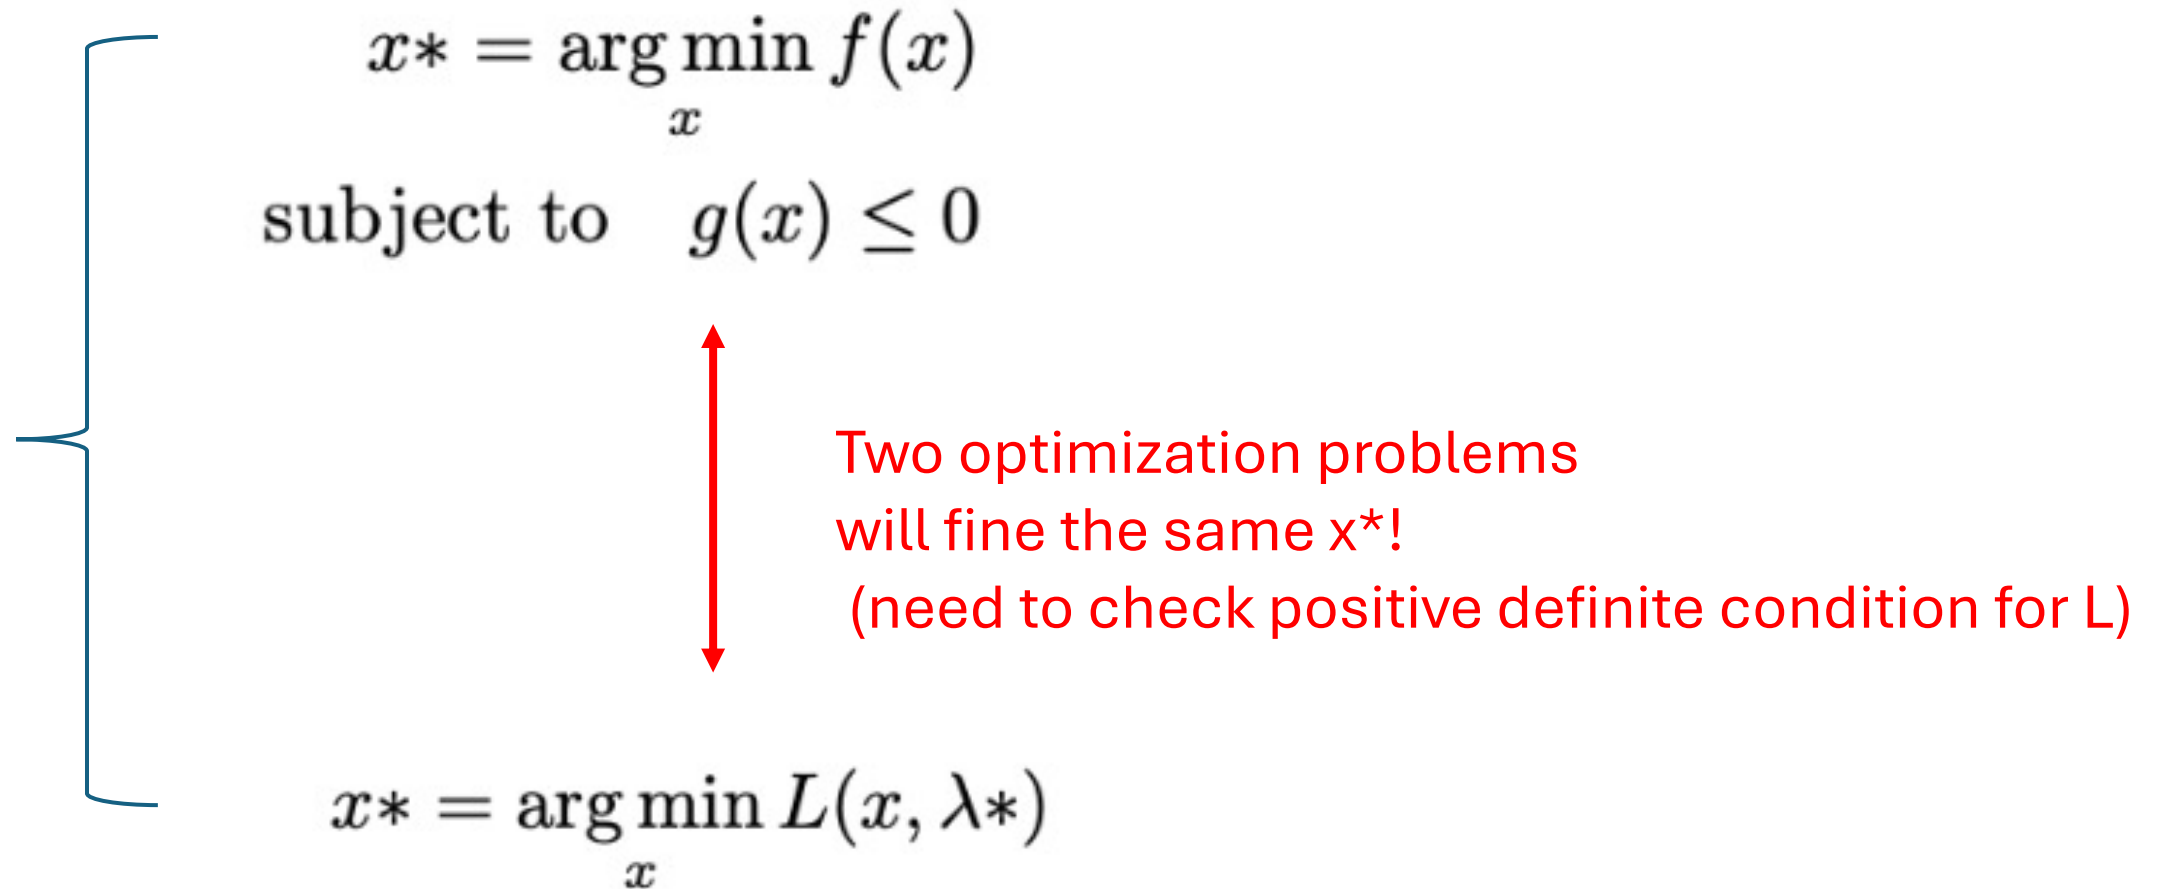 x* = arg min f(x)
x
subject to g(x) ≤ 0
Two optimization problems
will fine the same x*!
(need to check positive definite condition for L)
x* = arg min L(x, λ*)
x